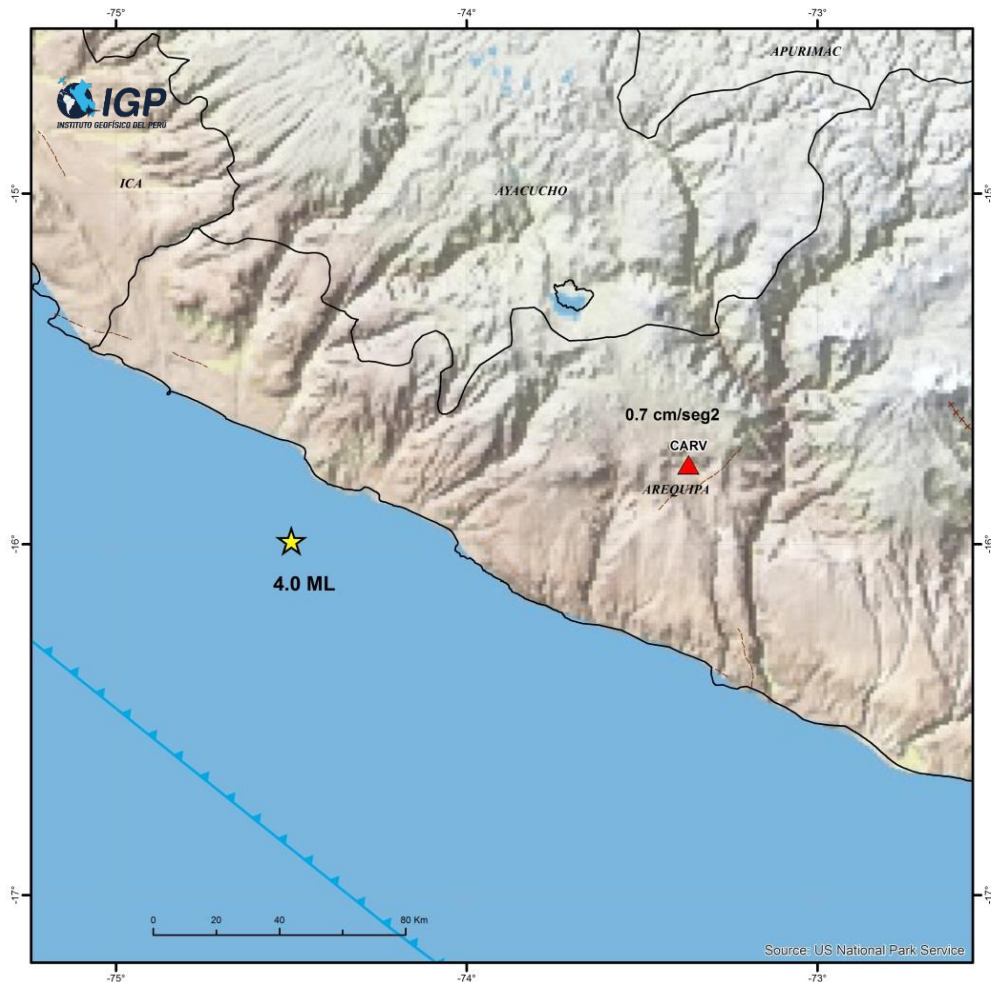 -75°
-74°
-73°
APURIMAC
IGP
INSTITUTO GEOFÍSICO DEL PERÚ
ICA
AYACUCHO
-15°
-15°
0.7 cm/seg2
CARV
AREQUIPA
-16°
-16°
4.0 ML
-17°
-17°
0 20 40 80 Km
Source: US National Park Service
-75°
-74°
-73°